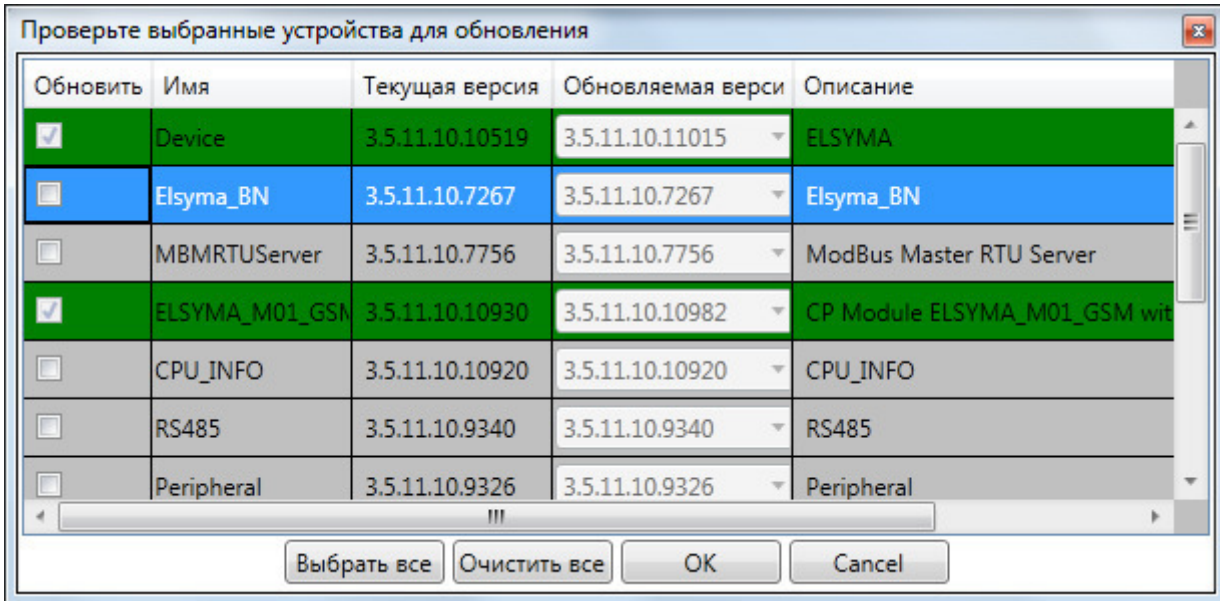 Проверьте выбранные устройства для обновления
Обновить Имя Текущая версия Обновляемая верси Описание
Device 3.5.11.10.10519 3.5.11.10.11015 ELSYMA
Elsyma_BN 3.5.11.10.7267 3.5.11.10.7267 Elsyma_BN
MBMRTUServer 3.5.11.10.7756 3.5.11.10.7756 ModBus Master RTU Server
ELSYMA_M01_GSM 3.5.11.10.10930 3.5.11.10.10982 CP Module ELSYMA_M01_GSM wit
CPU_INFO 3.5.11.10.10920 3.5.11.10.10920 CPU_INFO
RS485 3.5.11.10.9340 3.5.11.10.9340 RS485
Peripheral 3.5.11.10.9326 3.5.11.10.9326 Peripheral
Выбрать все Очистить все OK Cancel